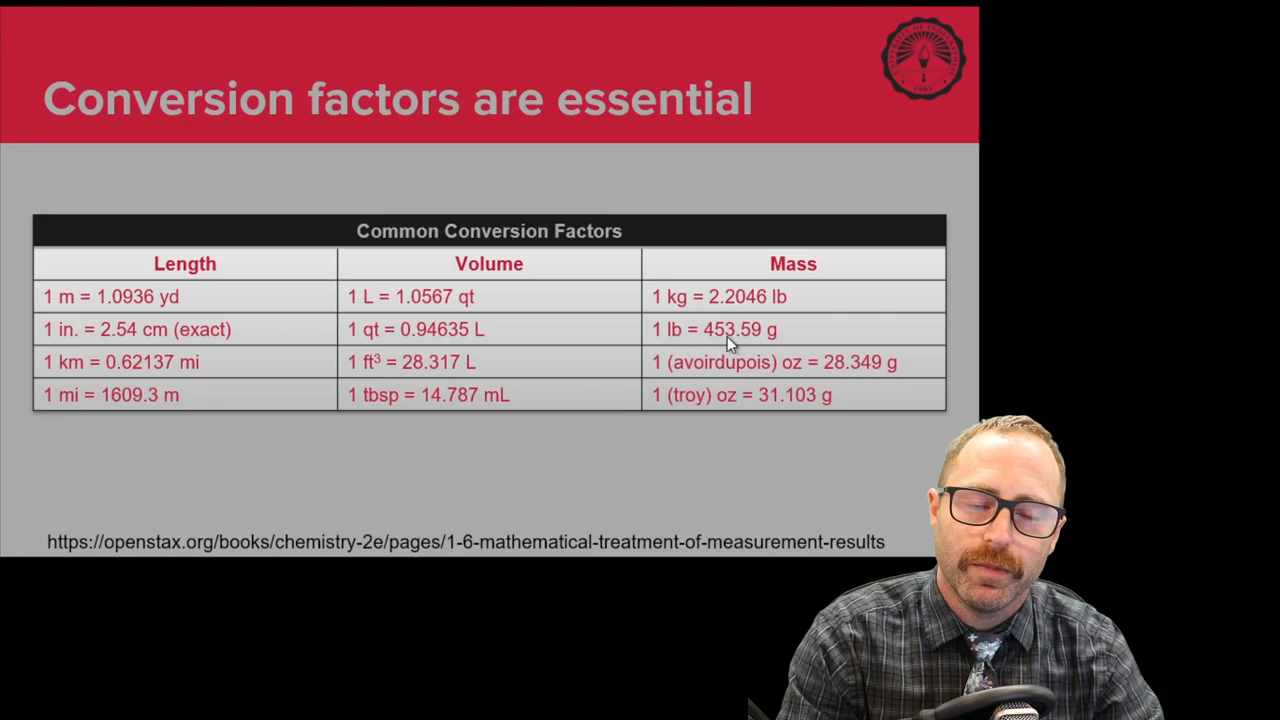 UNIVERSITY OF INDIANAPOLIS
1902
Conversion factors are essential
Common Conversion Factors
Length Volume Mass
1 m = 1.0936 yd 1 L = 1.0567 qt 1 kg = 2.2046 lb
1 in. = 2.54 cm (exact) 1 qt = 0.94635 L 1 lb = 453.59 g
1 km = 0.62137 mi 1 ft³ = 28.317 L 1 (avoirdupois) oz = 28.349 g
1 mi = 1609.3 m 1 tbsp = 14.787 mL 1 (troy) oz = 31.103 g
https://openstax.org/books/chemistry-2e/pages/1-6-mathematical-treatment-of-measurement-results